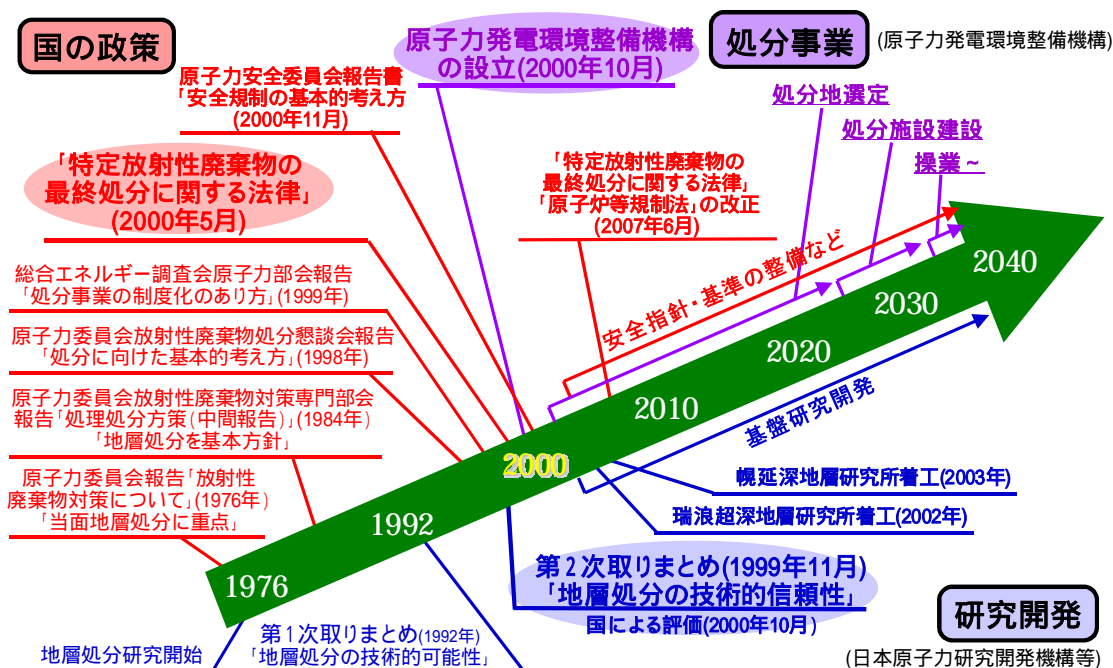 国の政策
原子力発電環境整備機構
の設立(2000年10月)
処分事業
(原子力発電環境整備機構)
原子力安全委員会報告書
「安全規制の基本的考え方
(2000年11月)
処分地選定
処分施設建設
操業~
「特定放射性廃棄物の
最終処分に関する法律」
(2000年5月)
「特定放射性廃棄物の
最終処分に関する法律」
「原子炉等規制法」の改正
(2007年6月)
総合エネルギー調査会原子力部会報告
「処分事業の制度化のあり方」(1999年)
原子力委員会放射性廃棄物処分懇談会報告
「処分に向けた基本的考え方」(1998年)
原子力委員会放射性廃棄物対策専門部会
報告「処理処分方策(中間報告)」(1984年)
「地層処分を基本方針」
原子力委員会報告「放射性
廃棄物対策について」(1976年)
「当面地層処分に重点」
安全指針・基準の整備など
基盤研究開発
1976
1992
2000
2010
2020
2030
2040
幌延深地層研究所着工(2003年)
瑞浪超深地層研究所着工(2002年)
第2次取りまとめ(1999年11月)
「地層処分の技術的信頼性」
国による評価(2000年10月)
地層処分研究開始
第1次取りまとめ(1992年)
「地層処分の技術的可能性」
研究開発
(日本原子力研究開発機構等)